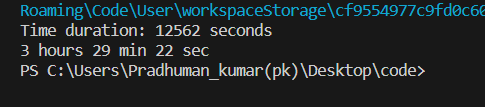 Roaming\Code\User\workspaceStorage\cf9554977c9fd0c60
Time duration: 12562 seconds
3 hours 29 min 22 sec
PS C:\Users\Pradhuman_kumar(pk)\Desktop\code>